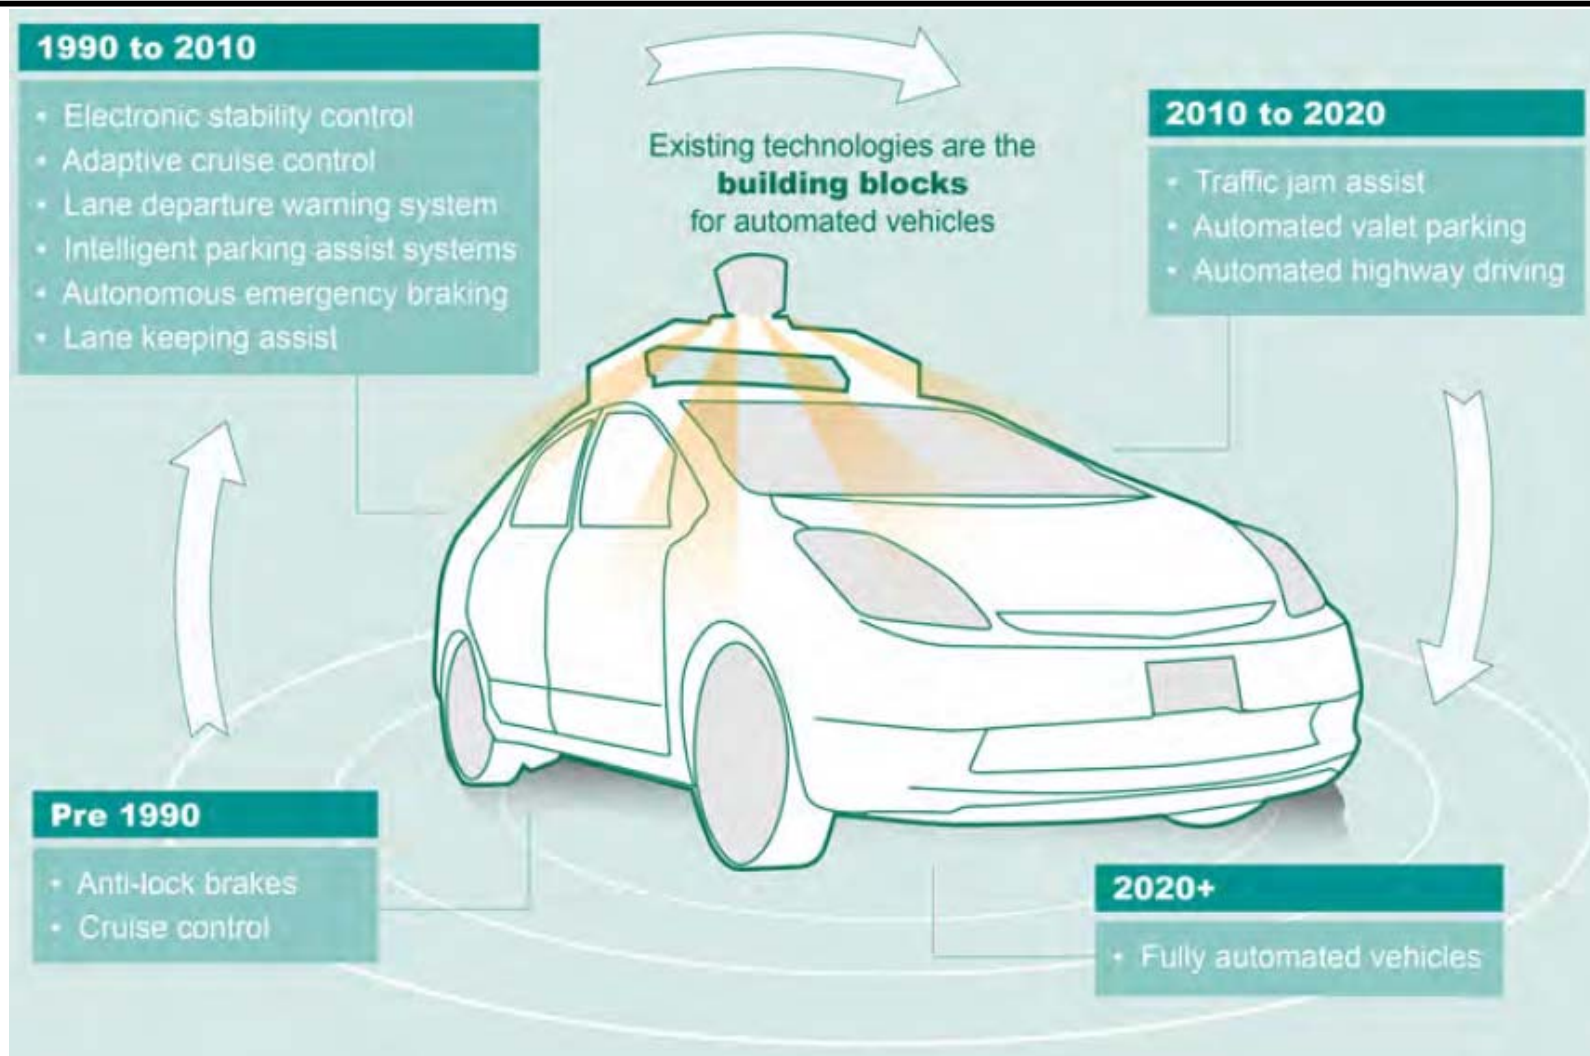 1990 to 2010
• Electronic stability control
• Adaptive cruise control
• Lane departure warning system
• Intelligent parking assist systems
• Autonomous emergency braking
• Lane keeping assist
Existing technologies are the
building blocks
for automated vehicles
2010 to 2020
• Traffic jam assist
• Automated valet parking
• Automated highway driving
Pre 1990
• Anti-lock brakes
• Cruise control
2020+
• Fully automated vehicles